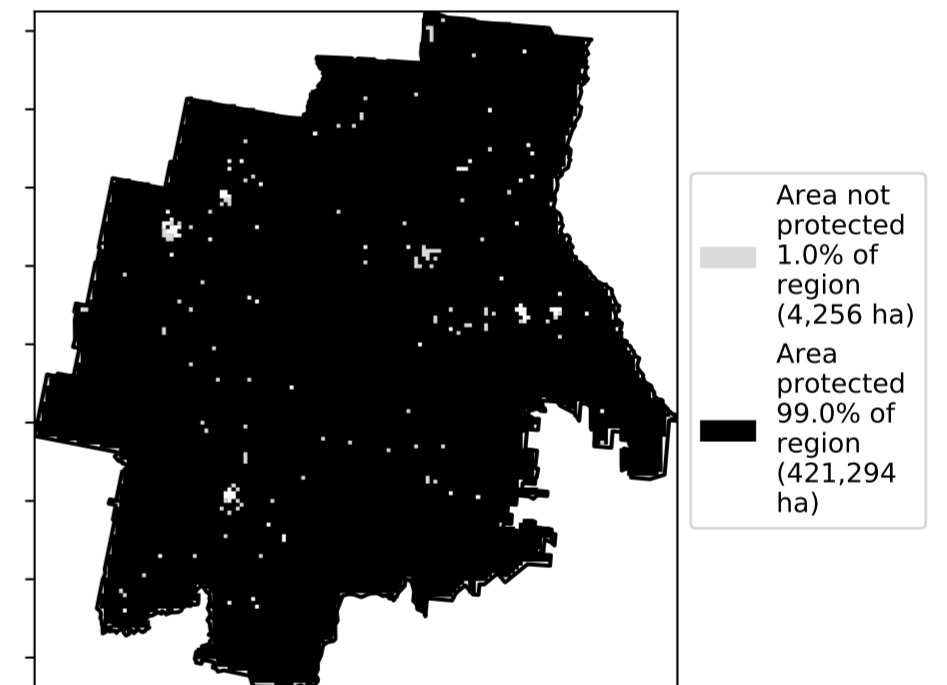 Area not
protected
1.0% of
region
(4,256 ha)
Area
protected
99.0% of
region
(421,294
ha)